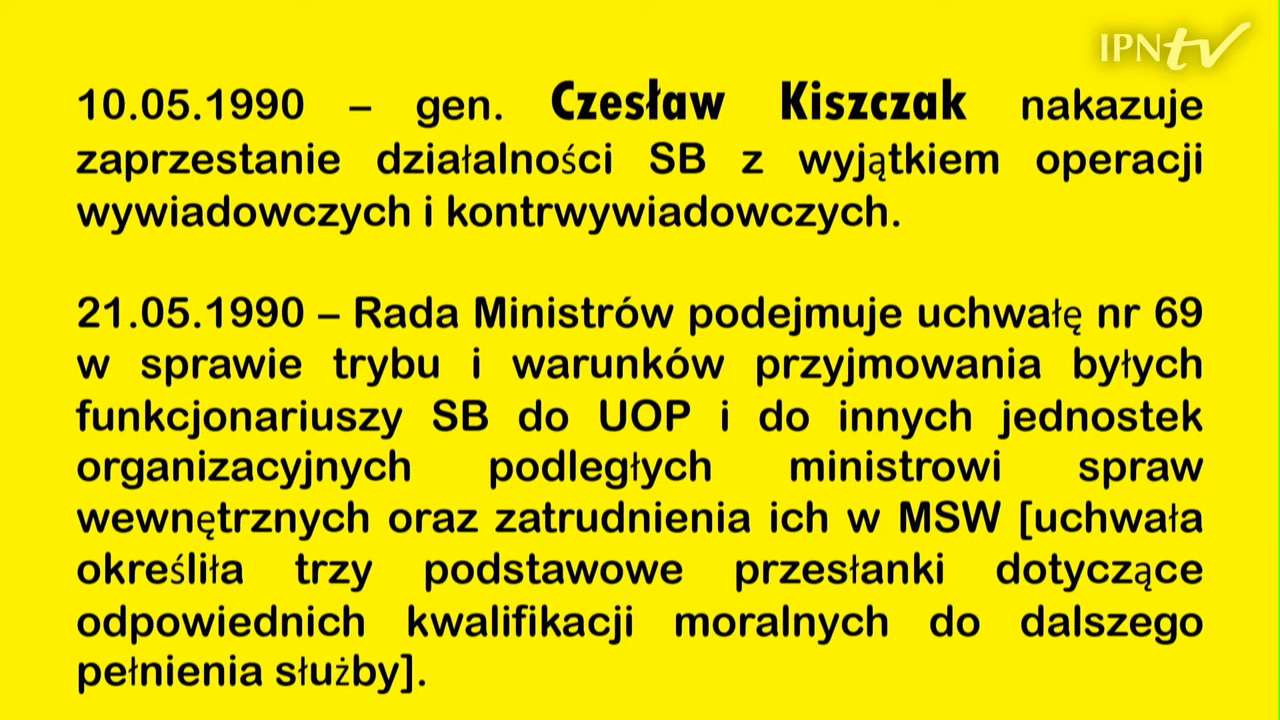 IPNtv
10.05.1990 – gen. Czesław Kiszczak nakazuje
zaprzestanie działalności SB z wyjątkiem operacji
wywiadowczych i kontrwywiadowczych.
21.05.1990 – Rada Ministrów podejmuje uchwałę nr 69
w sprawie trybu i warunków przyjmowania byłych
funkcjonariuszy SB do UOP i do innych jednostek
organizacyjnych podległych ministrowi spraw
wewnętrznych oraz zatrudnienia ich w MSW [uchwała
określiła trzy podstawowe przesłanki dotyczące
odpowiednich kwalifikacji moralnych do dalszego
pełnienia służby].